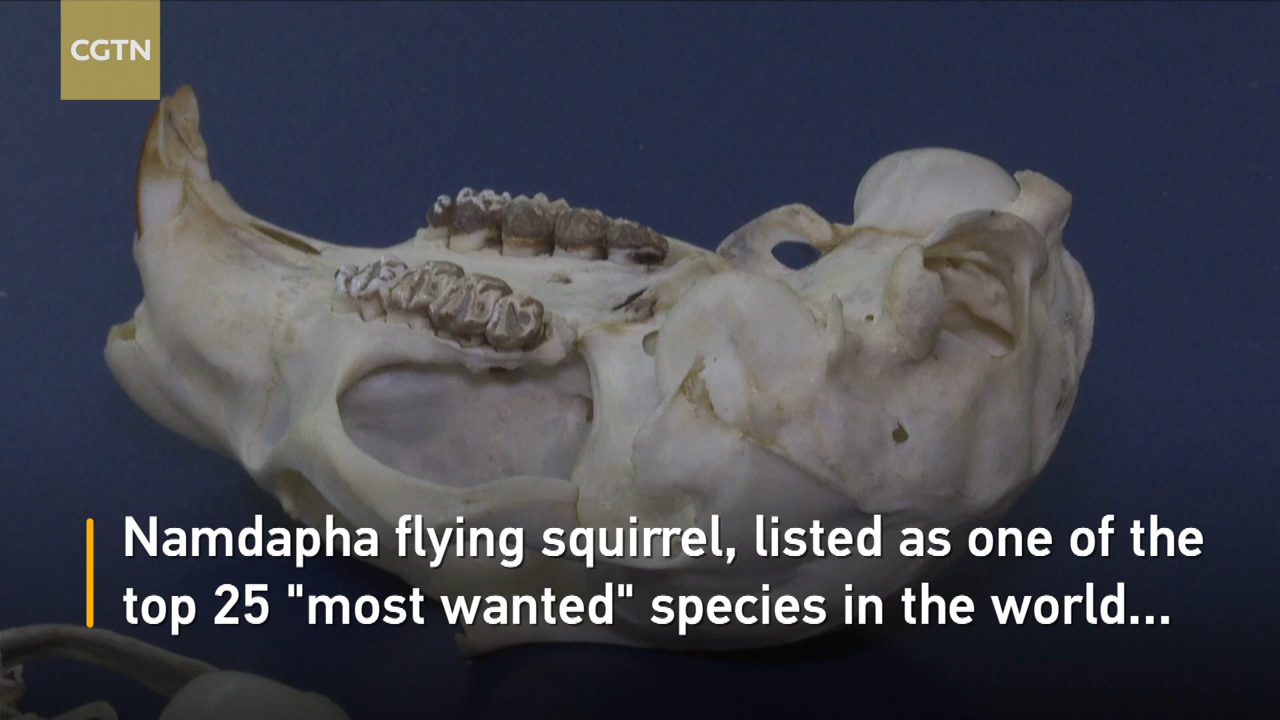 CGTN
Namdapha flying squirrel, listed as one of the
top 25 "most wanted" species in the world...